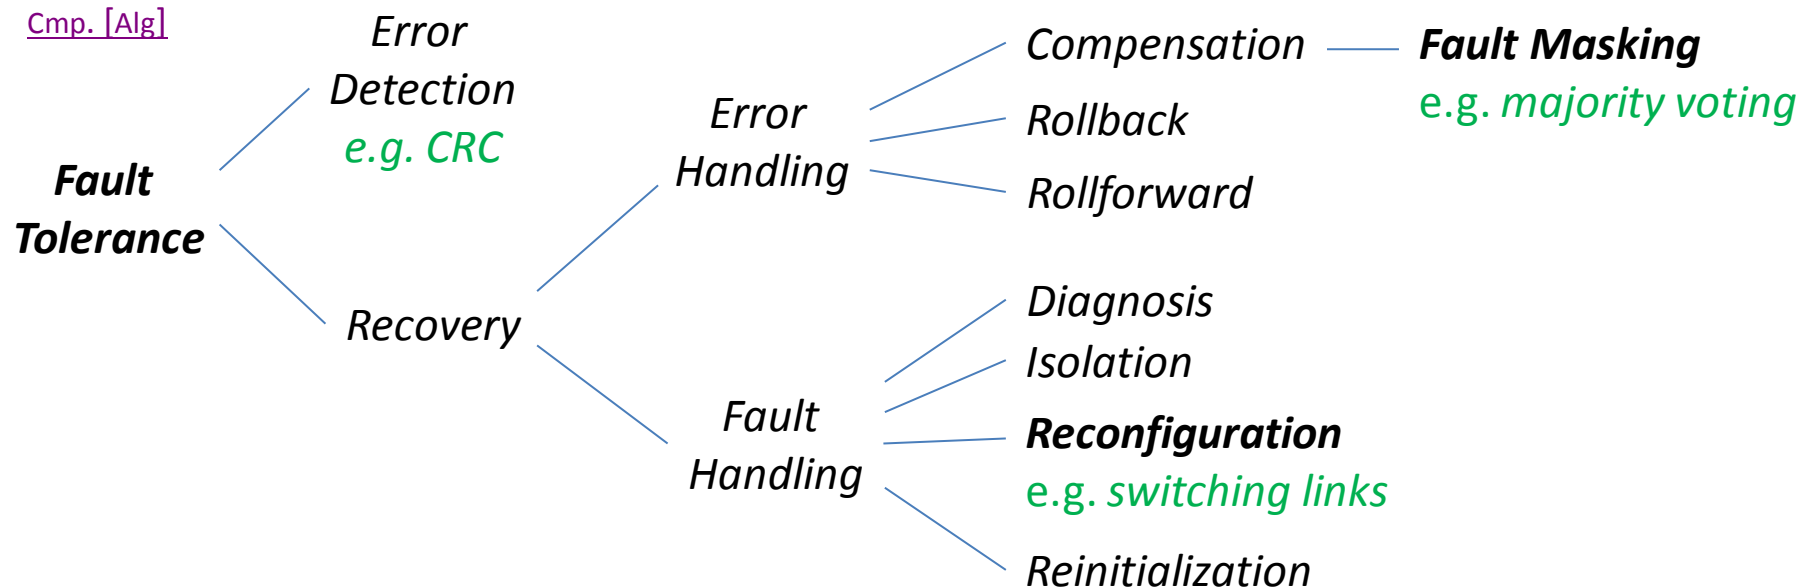 Cmp. [Alg]
Fault
Tolerance
Error
Detection
e.g. CRC
Recovery
Error
Handling
Fault
Handling
Compensation
Rollback
Rollforward
Diagnosis
Isolation
Reconfiguration
e.g. switching links
Reinitialization
Fault Masking
e.g. majority voting